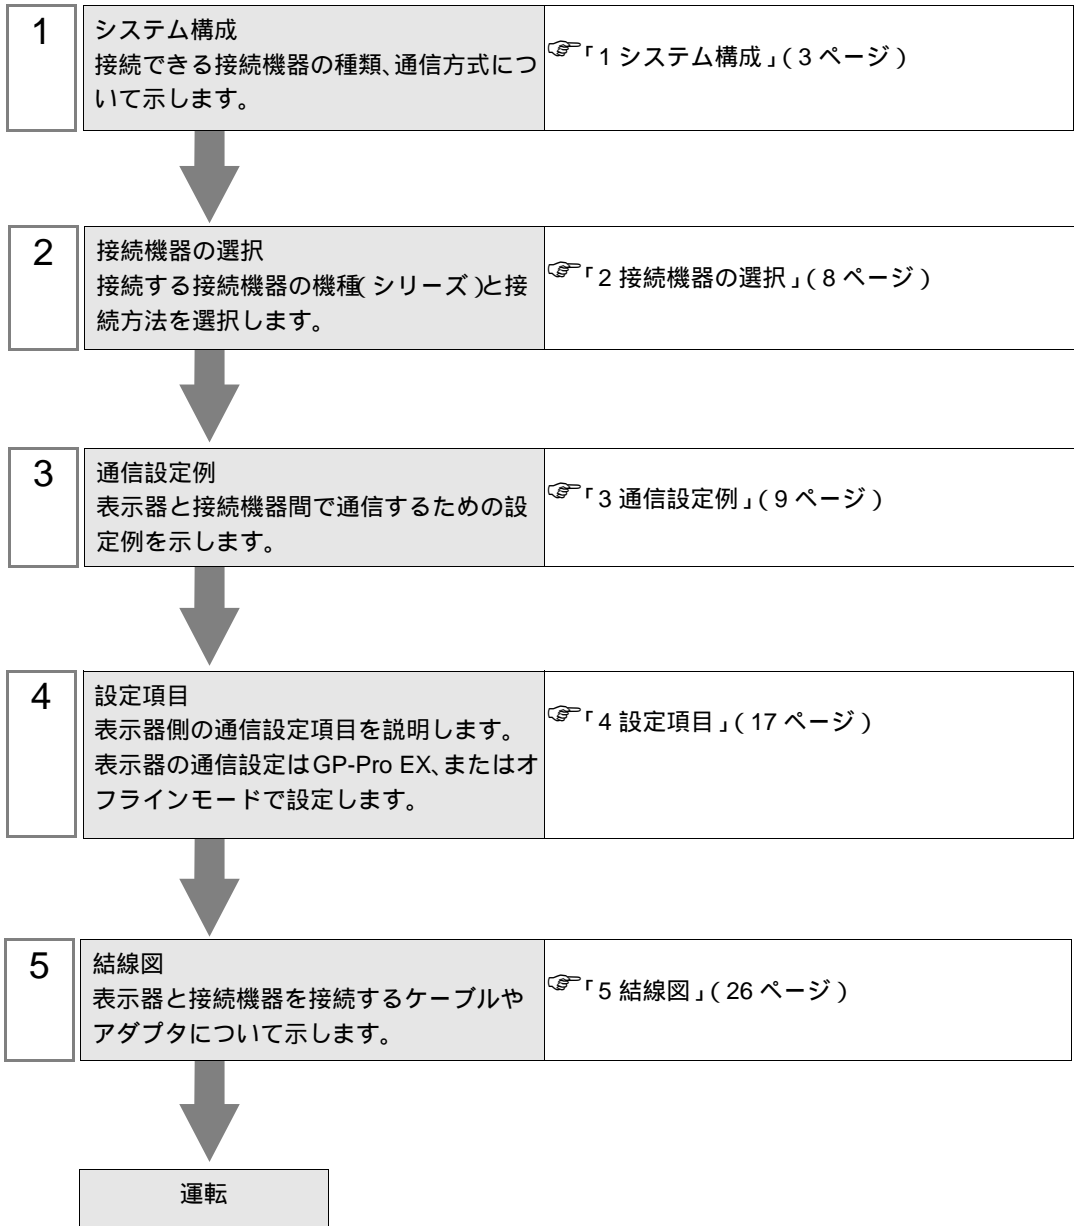 1
システム構成
接続できる接続機器の種類、通信方式につ
いて示します。
☞「1 システム構成」(3 ページ)
2
接続機器の選択
接続する接続機器の機種(シリーズ)と接
続方法を選択します。
☞「2 接続機器の選択」(8 ページ)
3
通信設定例
表示器と接続機器間で通信するための設
定例を示します。
☞「3 通信設定例」(9 ページ)
4
設定項目
表示器側の通信設定項目を説明します。
表示器の通信設定はGP-Pro EX、またはオ
フラインモードで設定します。
☞「4 設定項目」(17 ページ)
5
結線図
表示器と接続機器を接続するケーブルや
アダプタについて示します。
☞「5 結線図」(26 ページ)
運転